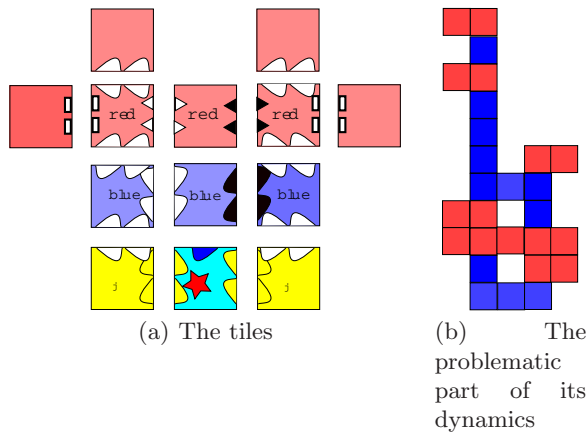 red red red
blue blue blue
j j
(a) The tiles
(b) The
problematic
part of its
dynamics